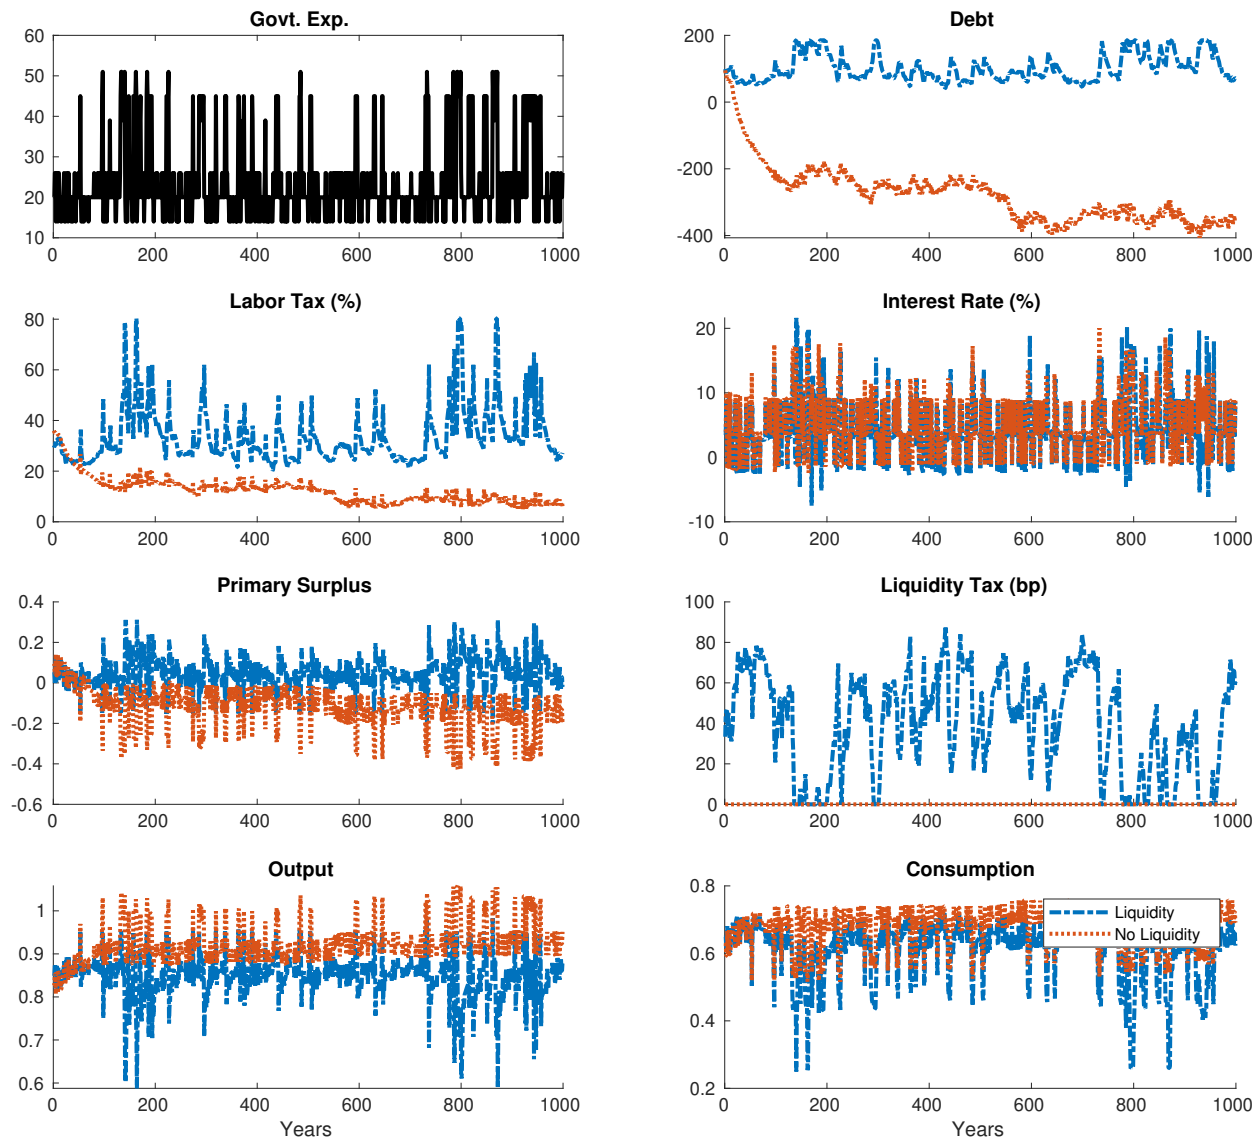 Govt. Exp.
60
50
40
30
20
10
0 200 400 600 800 1000
Debt
200
0
-200
-400
0 200 400 600 800 1000
Labor Tax (%)
80
60
40
20
0
0 200 400 600 800 1000
Interest Rate (%)
10
0
-10
0 200 400 600 800 1000
Primary Surplus
0.4
0.2
0
-0.2
-0.4
-0.6
0 200 400 600 800 1000
Liquidity Tax (bp)
100
80
60
40
20
0
0 200 400 600 800 1000
Output
1
0.9
0.8
0.7
0.6
0 200 400 600 800 1000
Years
Consumption
0.8
0.6
0.4
0.2
Liquidity
No Liquidity
0 200 400 600 800 1000
Years